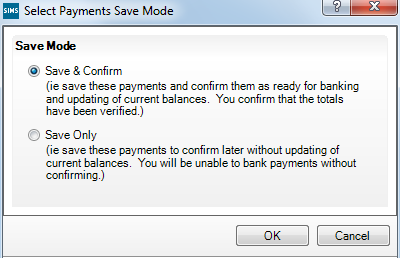 SIMS Select Payments Save Mode ?
Save Mode
Save & Confirm
(ie save these payments and confirm them as ready for banking
and updating of current balances. You confirm that the totals
have been verified.)
Save Only
(ie save these payments to confirm later without updating of
current balances. You will be unable to bank payments without
confirming.)
OK Cancel